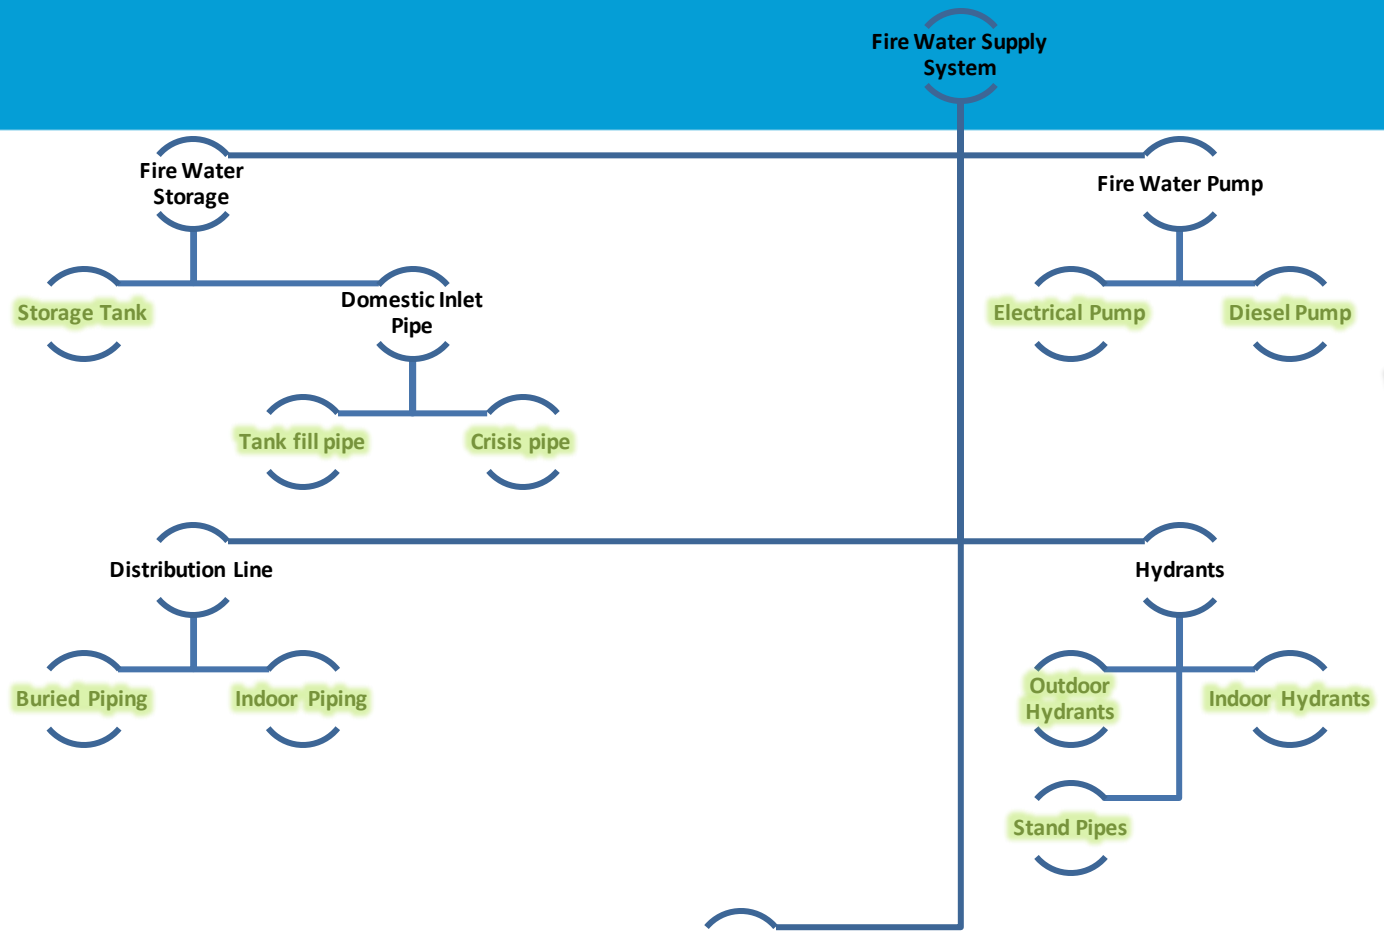 Fire Water Supply
System
Fire Water
Storage
Fire Water Pump
Storage Tank
Domestic Inlet
Pipe
Electrical Pump
Diesel Pump
Tank fill pipe
Crisis pipe
Distribution Line
Hydrants
Buried Piping
Indoor Piping
Outdoor
Hydrants
Indoor Hydrants
Stand Pipes